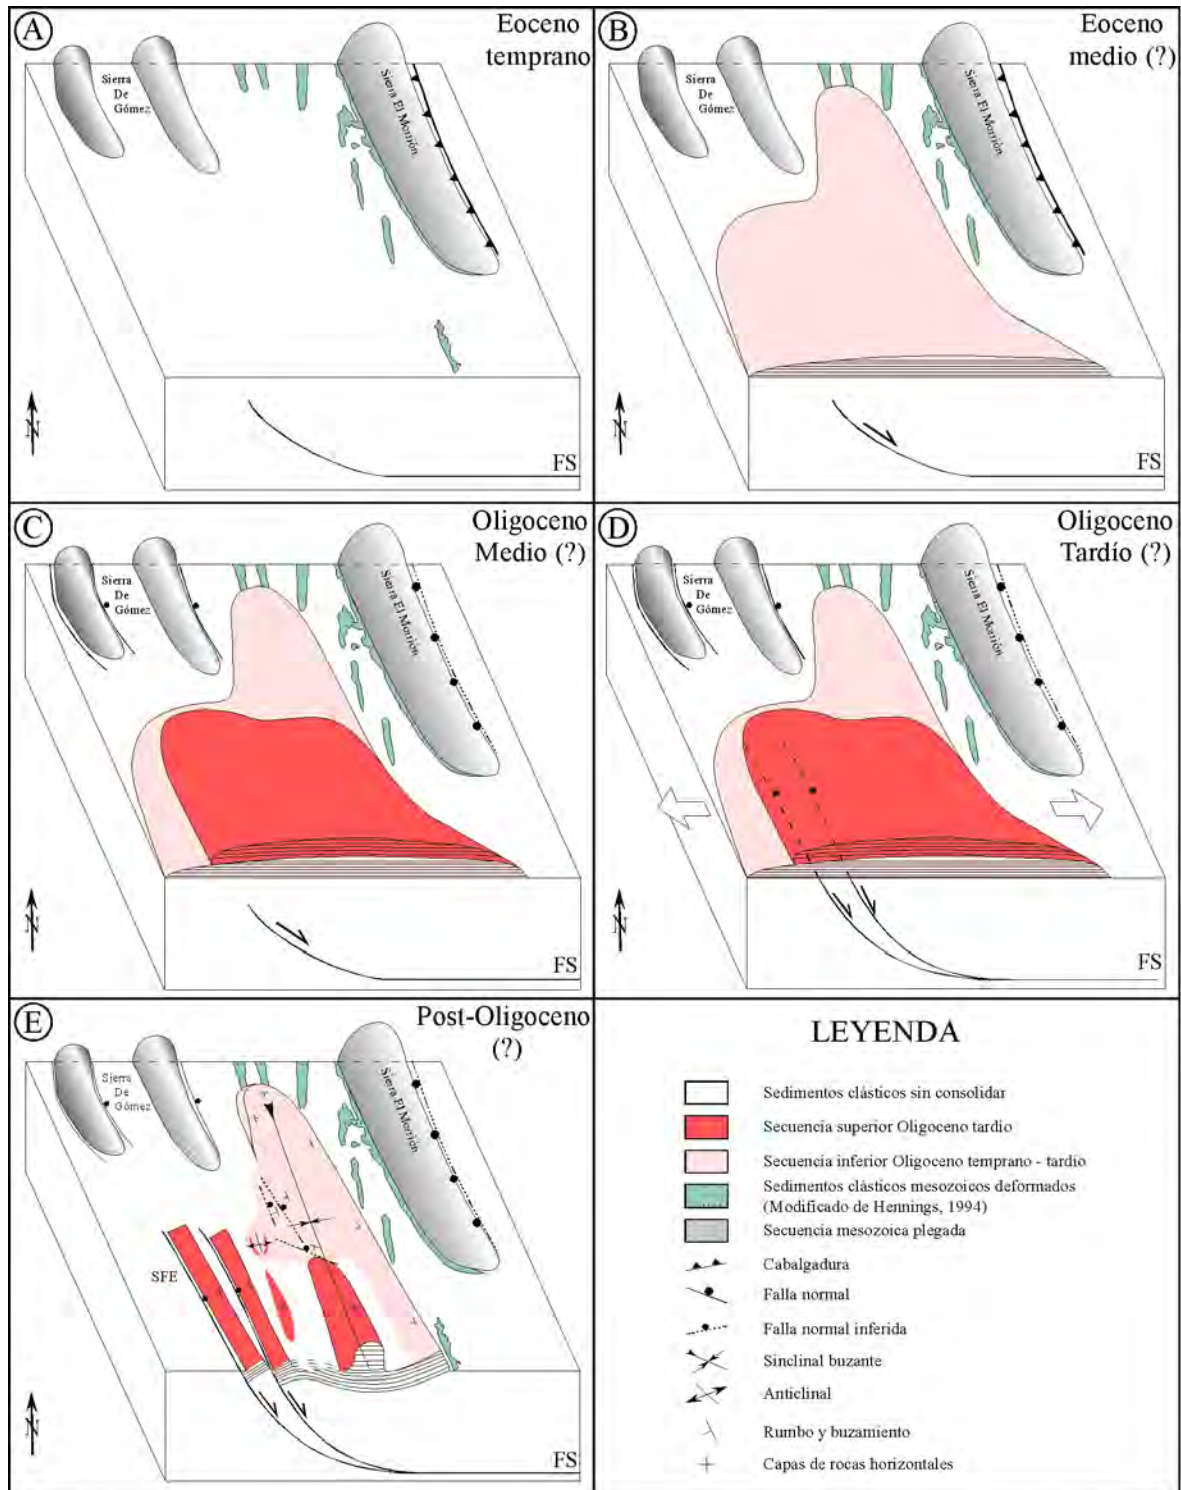 A
Eoceno
temprano
Sierra
De
Gómez
Sierra El Morrión
N
FS
B
Eoceno
medio (?)
Sierra
De
Gómez
Sierra El Morrión
N
FS
C
Oligoceno
Medio (?)
Sierra
De
Gómez
Sierra El Morrión
N
FS
D
Oligoceno
Tardío (?)
Sierra
De
Gómez
Sierra El Morrión
N
FS
E
Post-Oligoceno
(?)
Sierra
De
Gómez
Sierra El Morrión
SFE
N
FS
LEYENDA
Sedimentos clásticos sin consolidar
Secuencia superior Oligoceno tardio
Secuencia inferior Oligoceno temprano - tardio
Sedimentos clásticos mesozoicos deformados
(Modificado de Hennings, 1994)
Secuencia mesozoica plegada
Cabalgadura
Falla normal
Falla normal inferida
Sinclinal buzante
Anticlinal
Rumbo y buzamiento
Capas de rocas horizontales